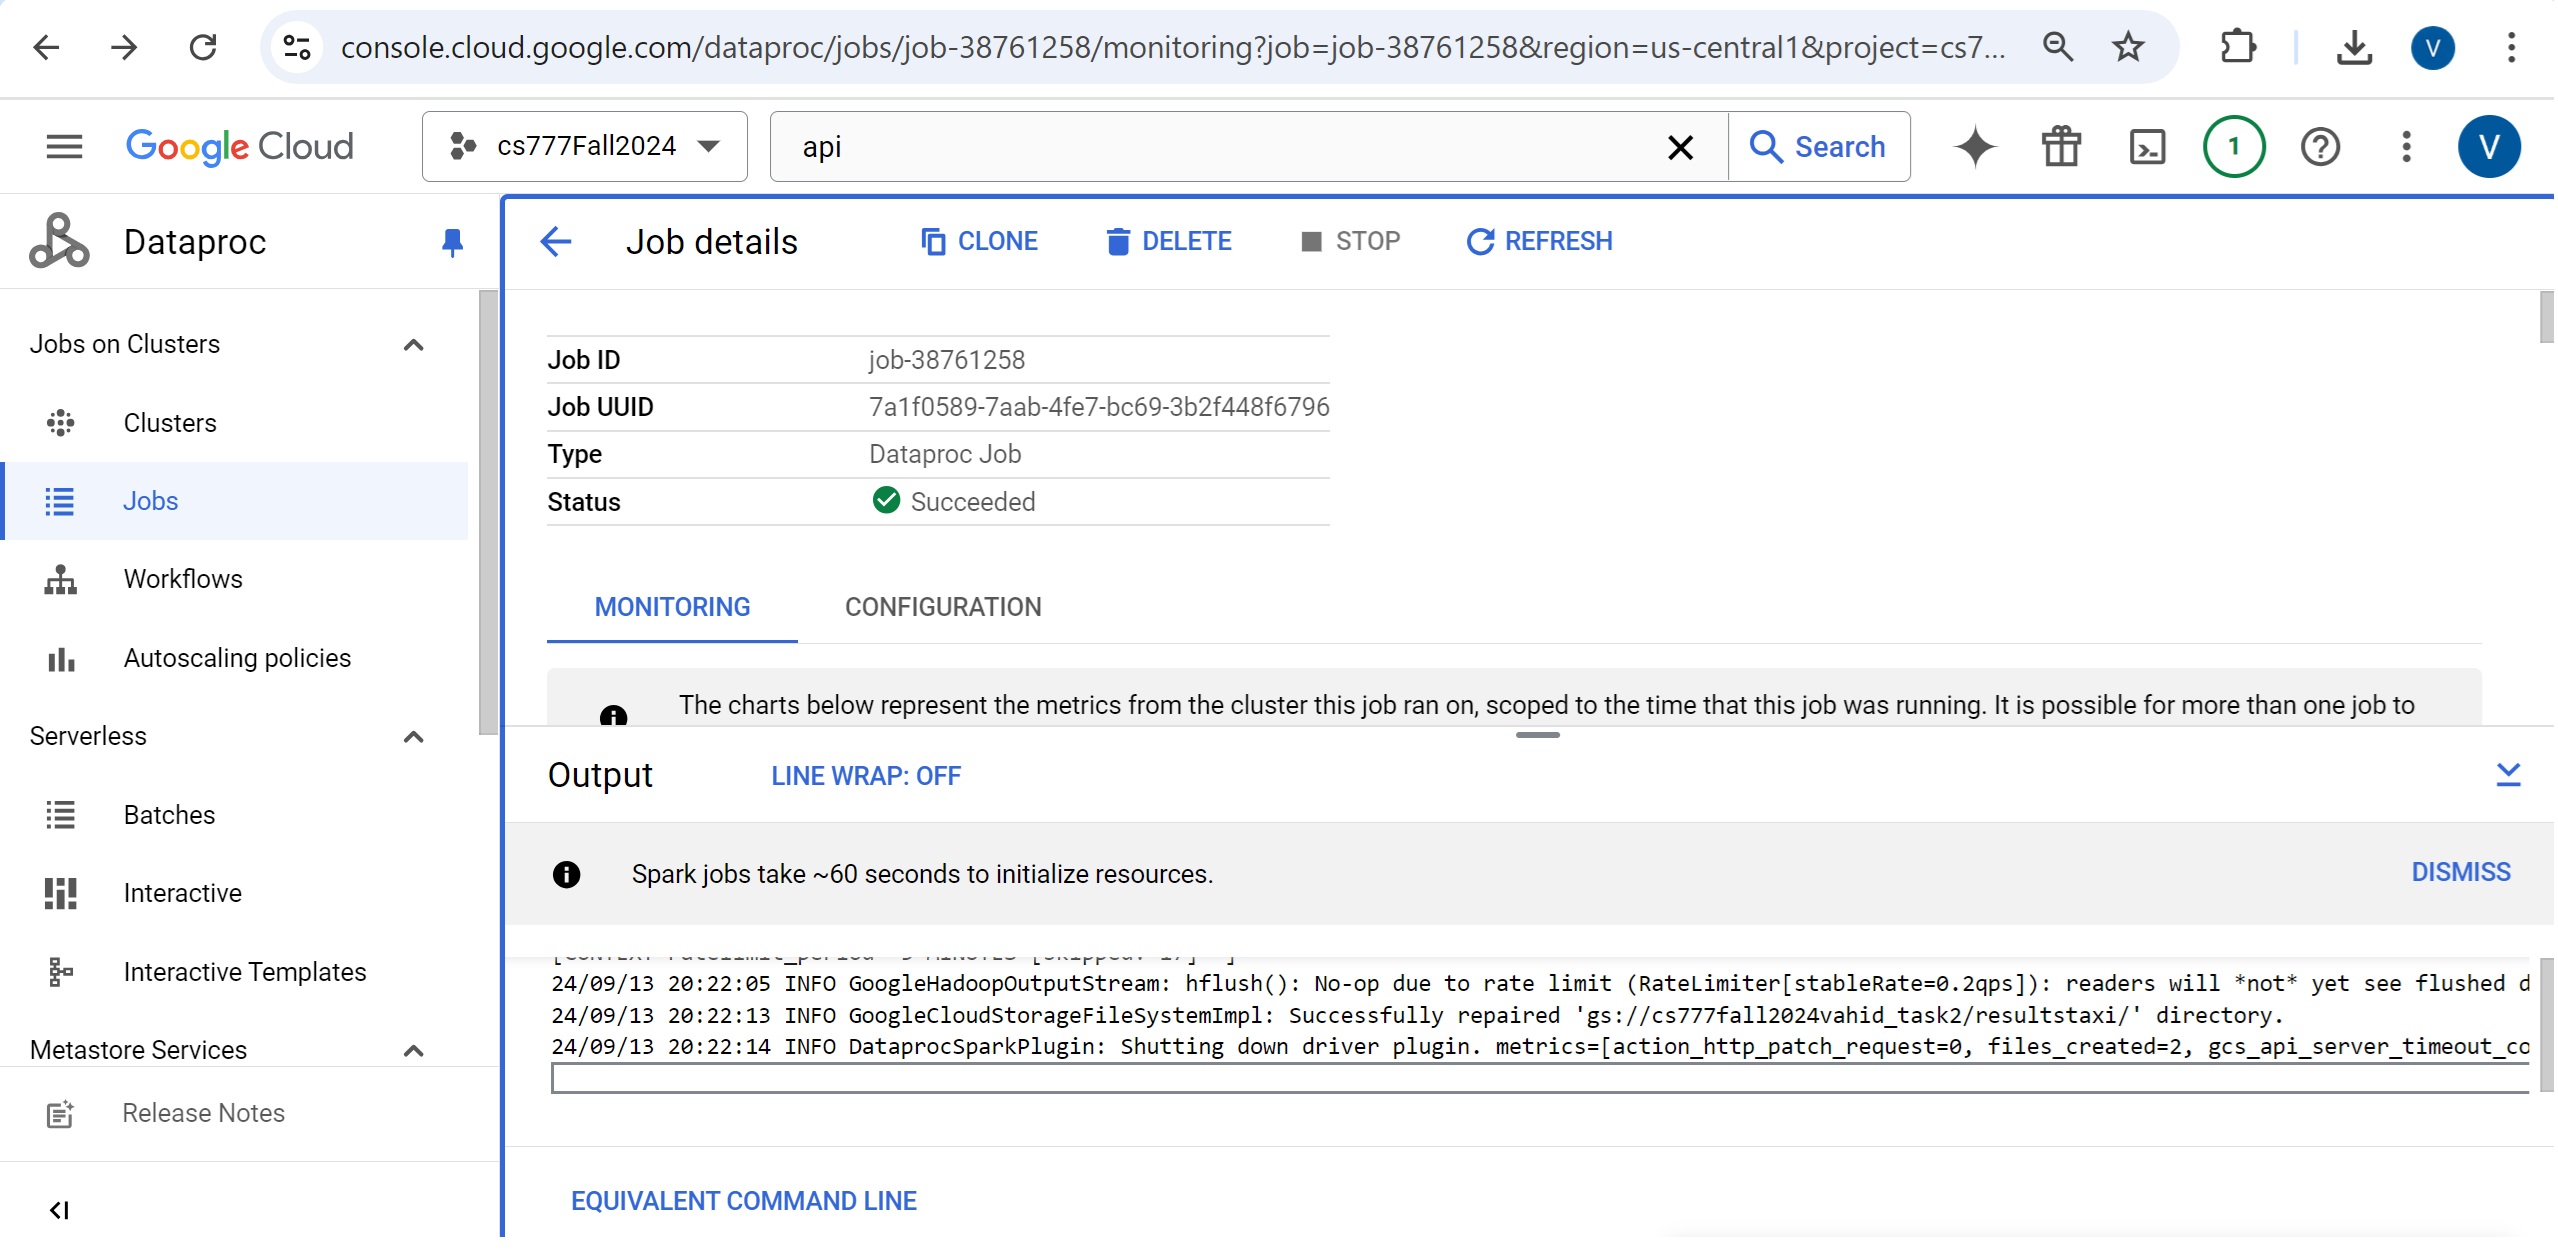 console.cloud.google.com/dataproc/jobs/job-38761258/monitoring?job=job-38761258&region=us-central1&project=cs7...
V
Google Cloud
cs777Fall2024
api
Search
1
V
Dataproc
Job details
CLONE
DELETE
STOP
REFRESH
Jobs on Clusters
Clusters
Jobs
Workflows
Autoscaling policies
Serverless
Batches
Interactive
Interactive Templates
Metastore Services
Release Notes
Job ID job-38761258
Job UUID 7a1f0589-7aab-4fe7-bc69-3b2f448f6796
Type Dataproc Job
Status Succeeded
MONITORING
CONFIGURATION
The charts below represent the metrics from the cluster this job ran on, scoped to the time that this job was running. It is possible for more than one job to
Output
LINE WRAP: OFF
Spark jobs take ~60 seconds to initialize resources.
DISMISS
24/09/13 20:22:05 INFO GoogleHadoopOutputStream: hflush(): No-op due to rate limit (RateLimiter[stableRate=0.2qps]): readers will *not* yet see flushed d
24/09/13 20:22:13 INFO GoogleCloudStorageFileSystemImpl: Successfully repaired 'gs://cs777fall2024vahid_task2/resultstaxi/' directory.
24/09/13 20:22:14 INFO DataprocSparkPlugin: Shutting down driver plugin. metrics=[action_http_patch_request=0, files_created=2, gcs_api_server_timeout_co
EQUIVALENT COMMAND LINE